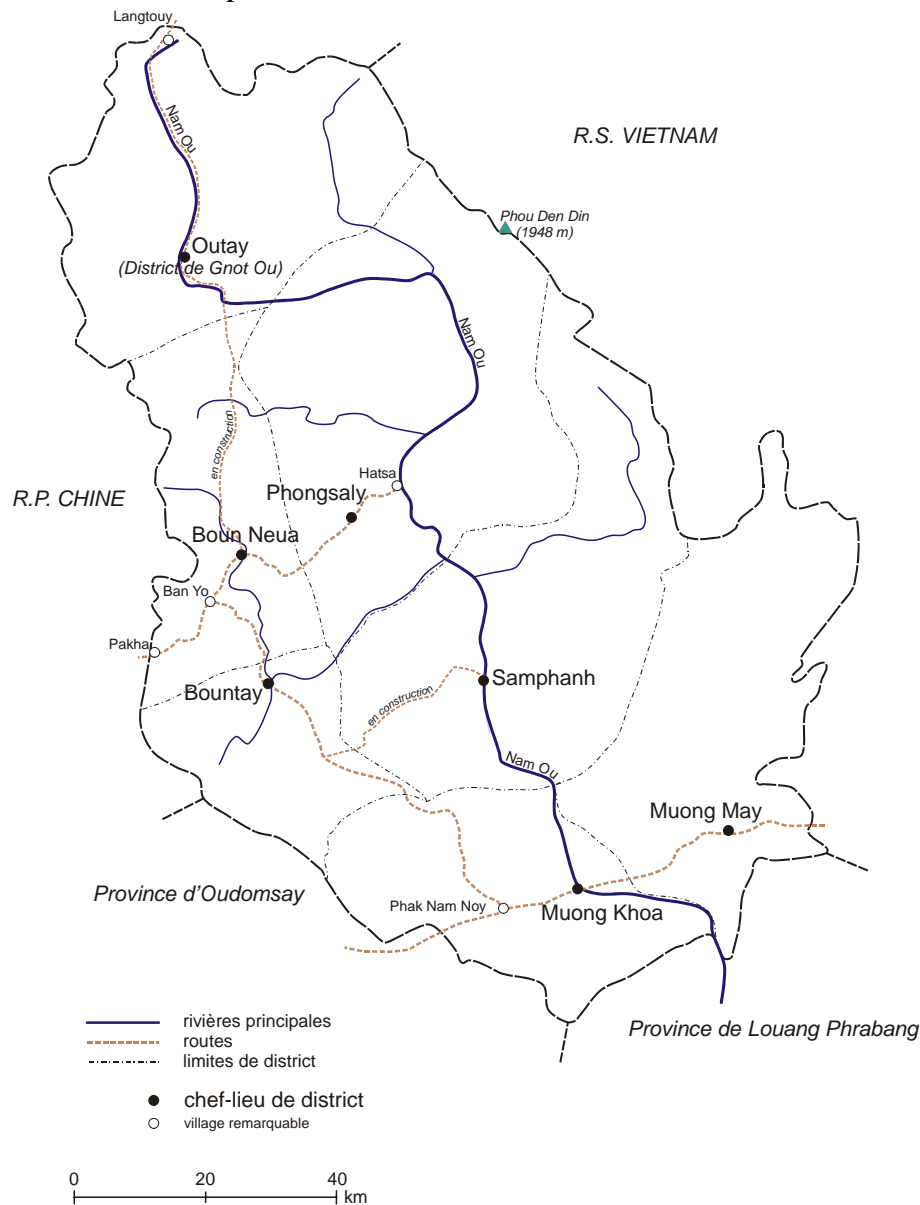 Langtouy
Nam Ou
R.S. VIETNAM
Phou Den Din
(1948 m)
Outay
(District de Gnot Ou)
Nam Ou
en construction
R.P. CHINE
Hatsa
Phongsaly
Boun Neua
Ban Yo
Pakha
Bountay
en construction
Samphanh
Nam Ou
Muong May
Province d'Oudomsay
Phak Nam Noy
Muong Khoa
Province de Louang Phrabang
rivières principales
routes
limites de district
chef-lieu de district
village remarquable
0 20 40
km